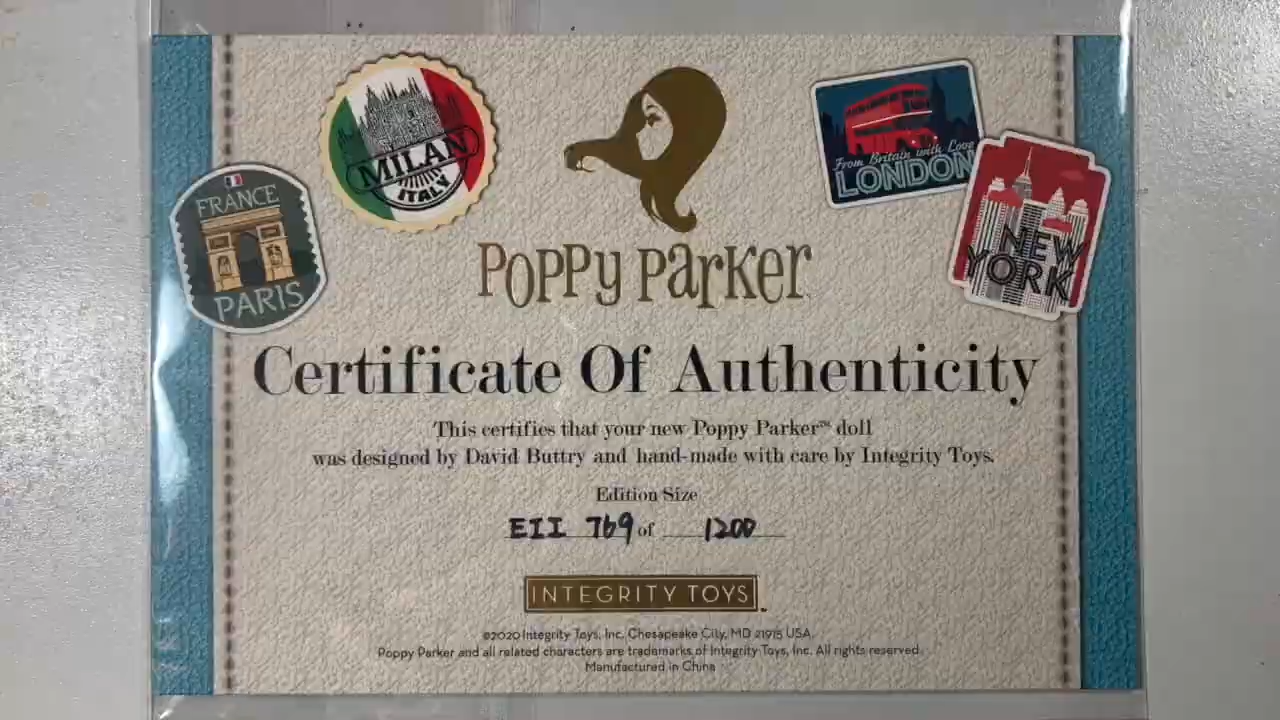 FRANCE
PARIS
MILAN
ITALY
From Britain with Love
LONDON
NEW
YORK
POPPY PARKER
Certificate Of Authenticity
This certifies that your new Poppy Parker™ doll
was designed by David Buttry and hand-made with care by Integrity Toys.
Edition Size
EII 769 of 1200
INTEGRITY TOYS™
©2020 Integrity Toys, Inc. Chesapeake City, MD 21915 USA.
Poppy Parker and all related characters are trademarks of Integrity Toys, Inc. All rights reserved.
Manufactured in China